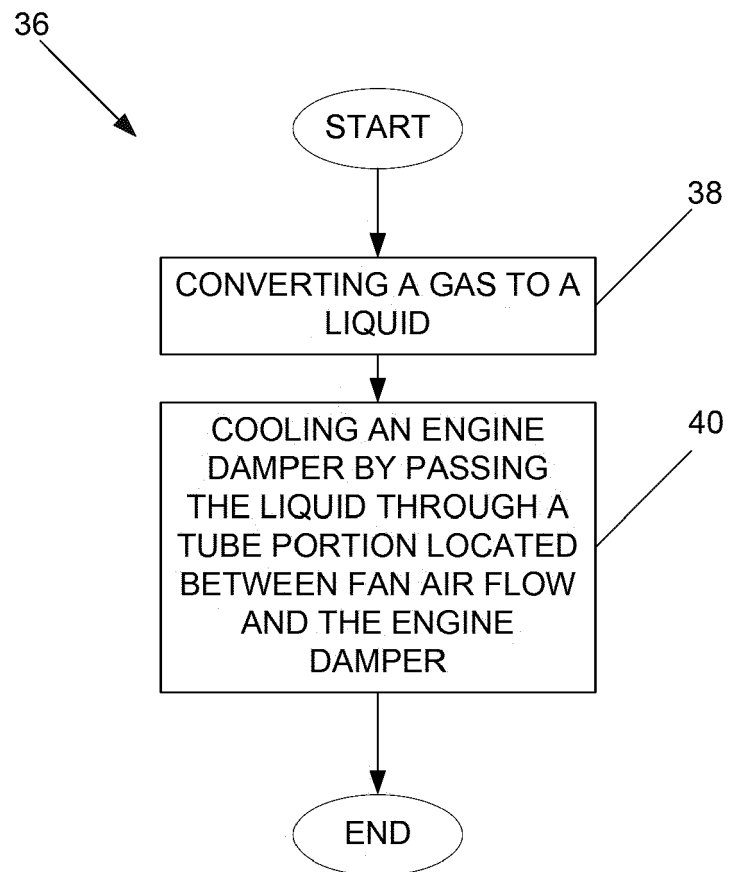 36
START
38
CONVERTING A GAS TO A
LIQUID
40
COOLING AN ENGINE
DAMPER BY PASSING
THE LIQUID THROUGH A
TUBE PORTION LOCATED
BETWEEN FAN AIR FLOW
AND THE ENGINE
DAMPER
END